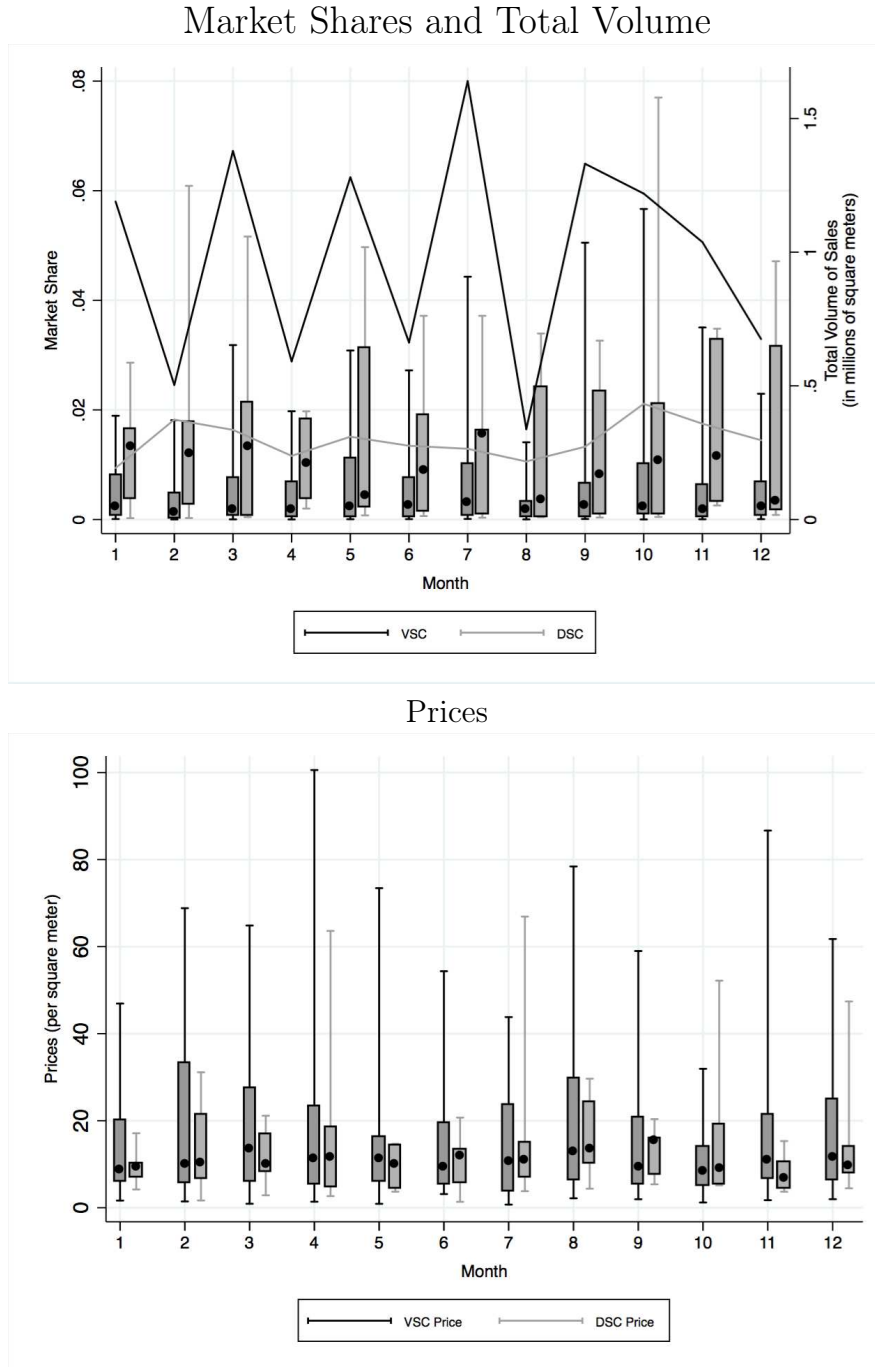 Market Shares and Total Volume
.08
.06
.04
.02
0
Market Share
1.5
1
.5
0
Total Volume of Sales
(in millions of square meters)
1 2 3 4 5 6 7 8 9 10 11 12
Month
VSC DSC
Prices
100
80
60
40
20
0
Prices (per square meter)
1 2 3 4 5 6 7 8 9 10 11 12
Month
VSC Price DSC Price